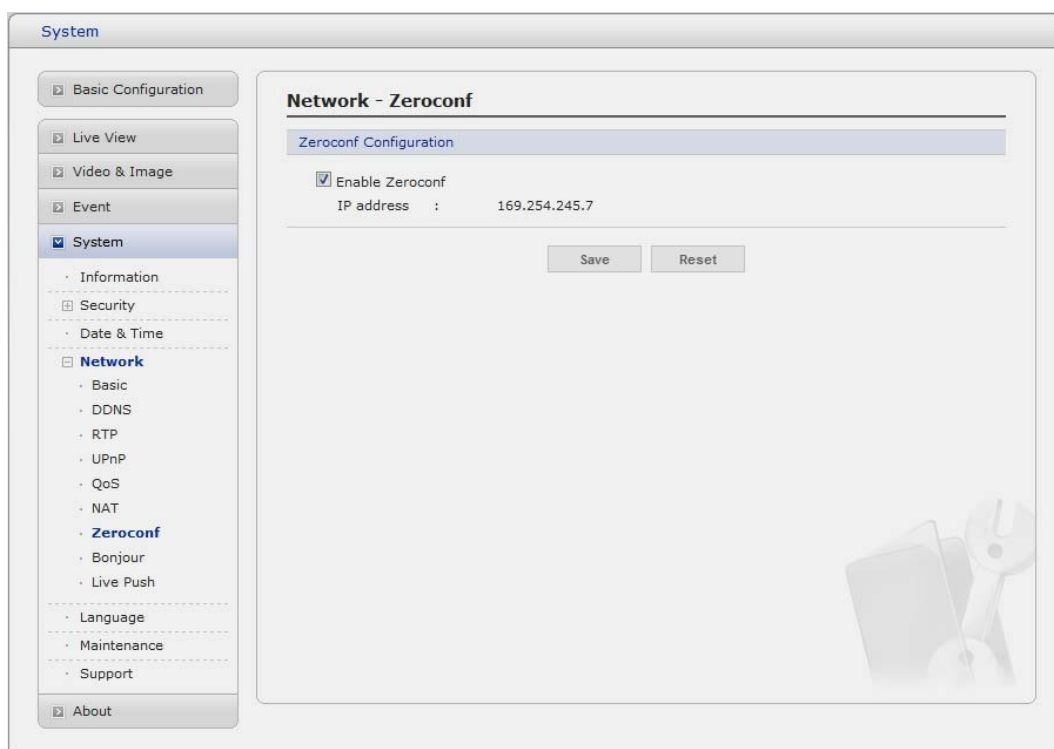 System
Basic Configuration
Live View
Video & Image
Event
System
Information
Security
Date & Time
Network
Basic
DDNS
RTP
UPnP
QoS
NAT
Zeroconf
Bonjour
Live Push
Language
Maintenance
Support
About
Network - Zeroconf
Zeroconf Configuration
Enable Zeroconf
IP address : 169.254.245.7
Save Reset